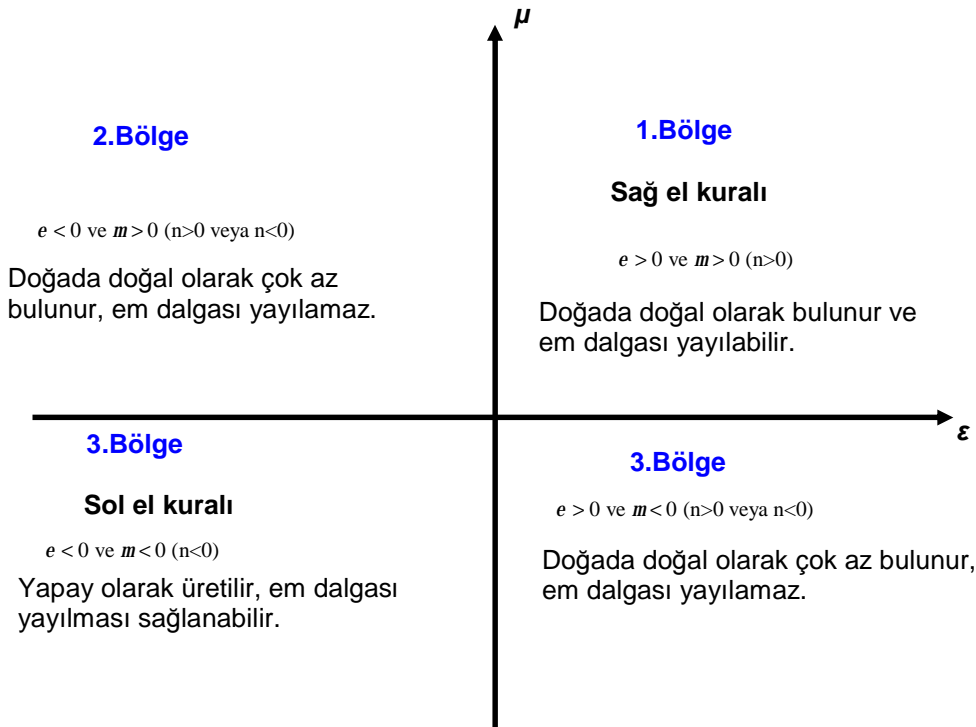 μ
2.Bölge
e < 0 ve m > 0 (n>0 veya n<0)
Doğada doğal olarak çok az
bulunur, em dalgası yayılamaz.
1.Bölge
Sağ el kuralı
e > 0 ve m > 0 (n>0)
Doğada doğal olarak bulunur ve
em dalgası yayılabilir.
ε
3.Bölge
Sol el kuralı
e < 0 ve m < 0 (n<0)
Yapay olarak üretilir, em dalgası
yayılması sağlanabilir.
3.Bölge
e > 0 ve m < 0 (n>0 veya n<0)
Doğada doğal olarak çok az bulunur,
em dalgası yayılamaz.